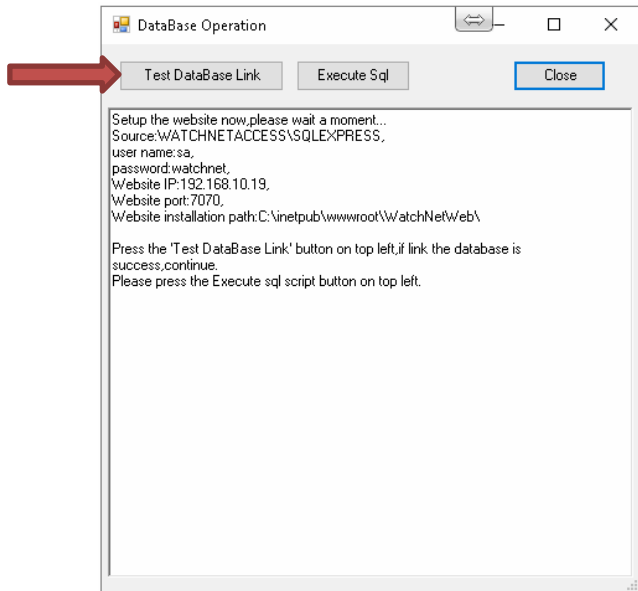 DataBase Operation
Test DataBase Link
Execute Sql
Close
Setup the website now,please wait a moment...
Source:WATCHNETACCESS\SQLEXPRESS,
user name:sa,
password:watchnet,
Website IP:192.168.10.19,
Website port:7070,
Website installation path:C:\inetpub\wwwroot\WatchNetWeb\
Press the 'Test DataBase Link' button on top left,if link the database is
success,continue.
Please press the Execute sql script button on top left.